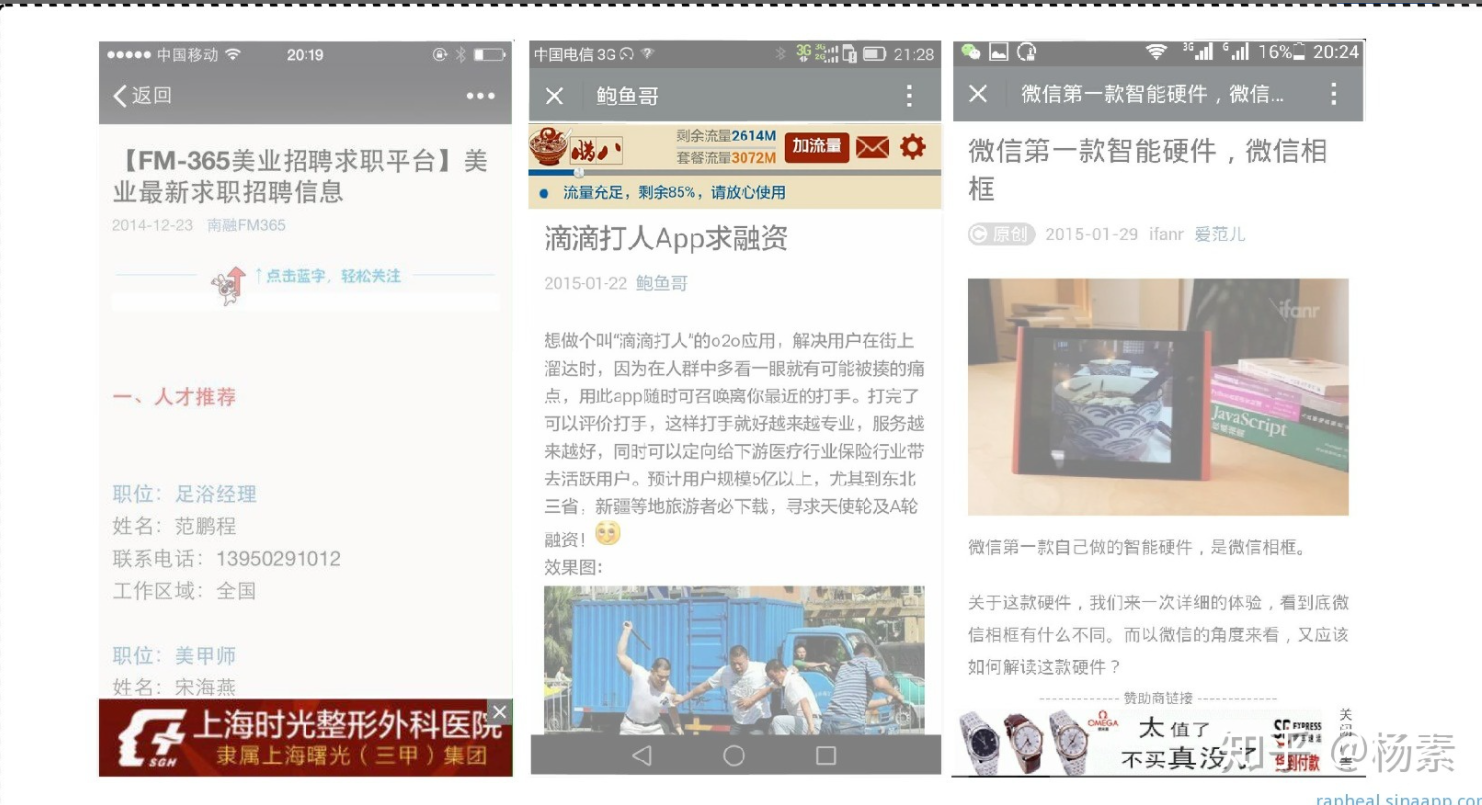 中国移动 20:19
返回
【FM-365美业招聘求职平台】美
业最新求职招聘信息
2014-12-23 南融FM365
↑点击蓝字，轻松关注
一、人才推荐
职位：足浴经理
姓名：范鹏程
联系电话：13950291012
工作区域：全国
职位：美甲师
姓名：宋海燕
上海时光整形外科医院
隶属上海曙光（三甲）集团
SGH
中国电信 3G 3G 3G 2G 21:28
鲍鱼哥
剩余流量2614M
套餐流量3072M
加流量
流量充足，剩余85%，请放心使用
滴滴打人App求融资
2015-01-22 鲍鱼哥
想做个叫“滴滴打人”的o2o应用，解决用户在街上
溜达时，因为在人群中多看一眼就有可能被揍的痛
点，用此app随时可召唤离你最近的打手。打完了
可以评价打手，这样打手就好越来越专业，服务越
来越好，同时可以定向给下游医疗行业保险行业带
去活跃用户。预计用户规模5亿以上，尤其到东北
三省，新疆等地旅游者必下载，寻求天使轮及A轮
融资！
效果图：
3G G 16% 20:24
微信第一款智能硬件，微信...
微信第一款智能硬件，微信相
框
原创 2015-01-29 ifanr 爱范儿
ifanr
JavaScript
微信第一款自己做的智能硬件，是微信相框。
关于这款硬件，我们来一次详细的体验，看到底微
信相框有什么不同。而以微信的角度来看，又应该
如何解读这款硬件？
赞助商链接
OMEGA
太值了
不买真没了
EXPRESS
货到付款
知乎 @杨素
rapheal.sinaapp.com